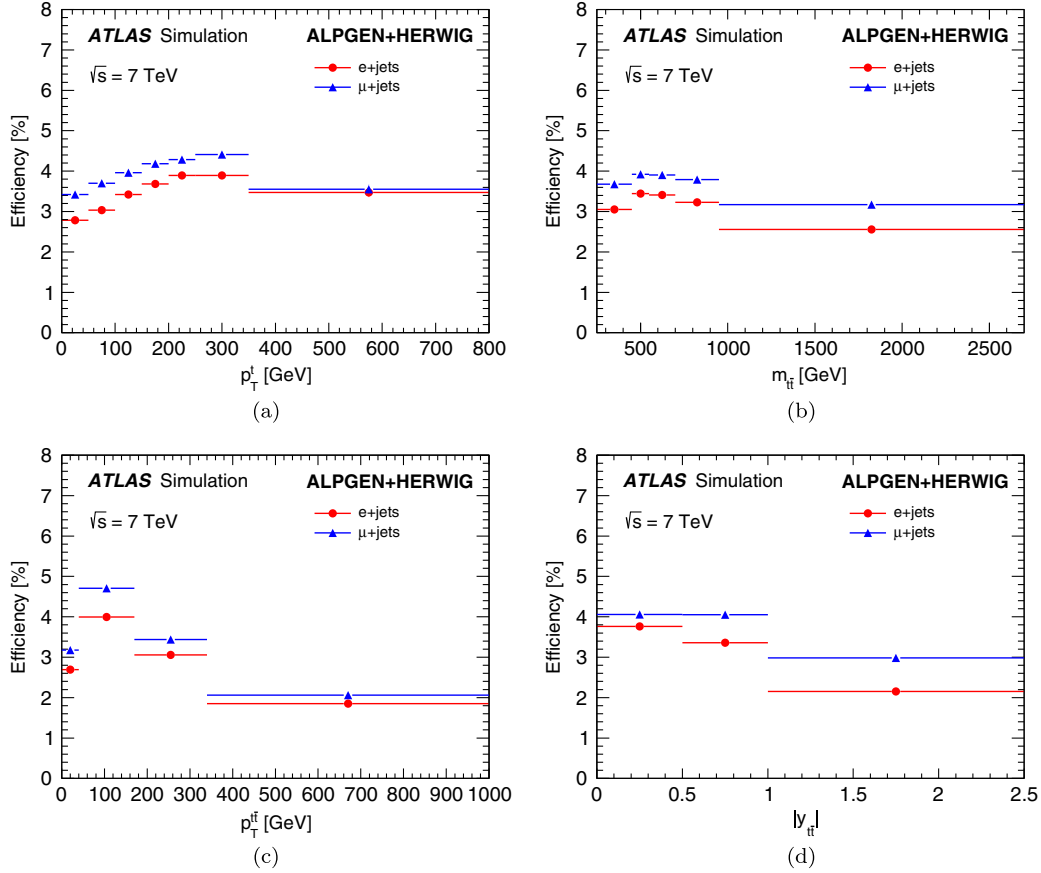 ATLAS Simulation
ALPGEN+HERWIG
√s = 7 TeV
e+jets
μ+jets
Efficiency [%]
8
7
6
5
4
3
2
1
0
0 100 200 300 400 500 600 700 800
p_T^t [GeV]
(a)
ATLAS Simulation
ALPGEN+HERWIG
√s = 7 TeV
e+jets
μ+jets
Efficiency [%]
8
7
6
5
4
3
2
1
0
500 1000 1500 2000 2500
m_tt̄ [GeV]
(b)
ATLAS Simulation
ALPGEN+HERWIG
√s = 7 TeV
e+jets
μ+jets
Efficiency [%]
8
7
6
5
4
3
2
1
0
0 100 200 300 400 500 600 700 800 900 1000
p_T^tt̄ [GeV]
(c)
ATLAS Simulation
ALPGEN+HERWIG
√s = 7 TeV
e+jets
μ+jets
Efficiency [%]
8
7
6
5
4
3
2
1
0
0 0.5 1 1.5 2 2.5
|y_tt̄|
(d)